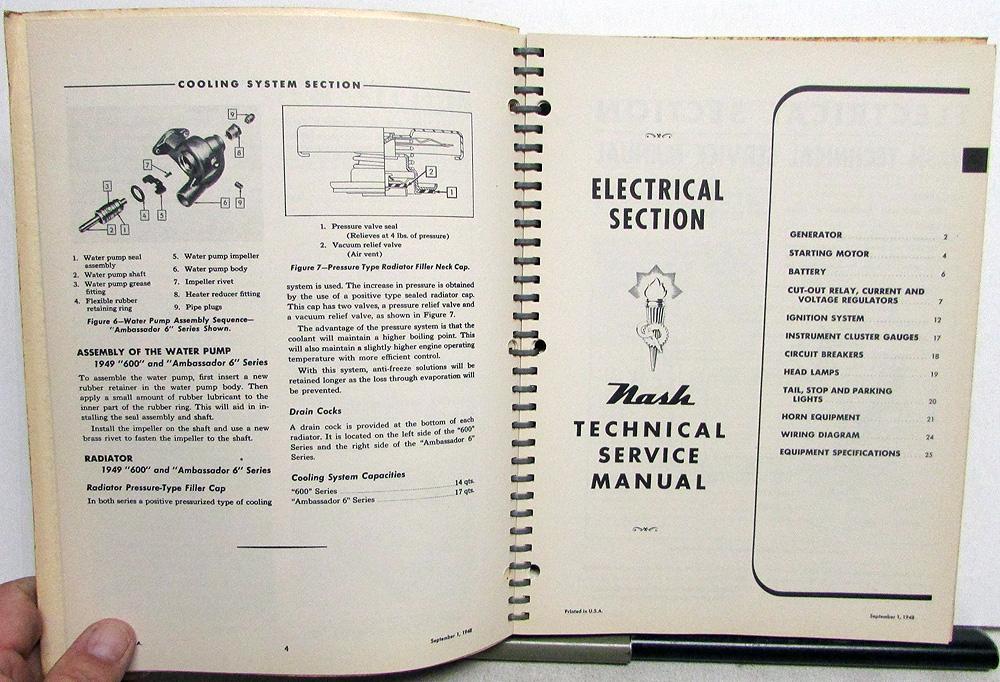 COOLING SYSTEM SECTION
9
8
7
3
4
5
6
9
2
1
1. Water pump seal
assembly
2. Water pump shaft
3. Water pump grease
fitting
4. Flexible rubber
retaining ring
5. Water pump impeller
6. Water pump body
7. Impeller rivet
8. Heater reducer fitting
9. Pipe plugs
Figure 6—Water Pump Assembly Sequence—
"Ambassador 6" Series Shown.
ASSEMBLY OF THE WATER PUMP
1949 "600" and "Ambassador 6" Series
To assemble the water pump, first insert a new
rubber retainer in the water pump body. Then
apply a small amount of rubber lubricant to the
inner part of the rubber ring. This will aid in in-
stalling the seal assembly and shaft.
Install the impeller on the shaft and use a new
brass rivet to fasten the impeller to the shaft.
RADIATOR
1949 "600" and "Ambassador 6" Series
Radiator Pressure-Type Filler Cap
In both series a positive pressurized type of cooling
2
1
1. Pressure valve seal
(Relieves at 4 lbs. of pressure)
2. Vacuum relief valve
(Air vent)
Figure 7—Pressure Type Radiator Filler Neck Cap.
system is used. The increase in pressure is obtained
by the use of a positive type sealed radiator cap.
This cap has two valves, a pressure relief valve and
a vacuum relief valve, as shown in Figure 7.
The advantage of the pressure system is that the
coolant will maintain a higher boiling point. This
will also maintain a slightly higher engine operating
temperature with more efficient control.
With this system, anti-freeze solutions will be
retained longer as the loss through evaporation will
be prevented.
Drain Cocks
A drain cock is provided at the bottom of each
radiator. It is located on the left side of the "600"
Series and the right side of the "Ambassador 6"
Series.
Cooling System Capacities
"600" Series 14 qts.
"Ambassador 6" Series 17 qts.
A.
4
September 1, 1948
ELECTRICAL
SECTION
Nash
TECHNICAL
SERVICE
MANUAL
Printed in U.S.A.
GENERATOR 2
STARTING MOTOR 4
BATTERY 6
CUT-OUT RELAY, CURRENT AND
VOLTAGE REGULATORS 7
IGNITION SYSTEM 12
INSTRUMENT CLUSTER GAUGES 17
CIRCUIT BREAKERS 18
HEAD LAMPS 19
TAIL, STOP AND PARKING
LIGHTS 20
HORN EQUIPMENT 21
WIRING DIAGRAM 24
EQUIPMENT SPECIFICATIONS 25
September 1, 1948